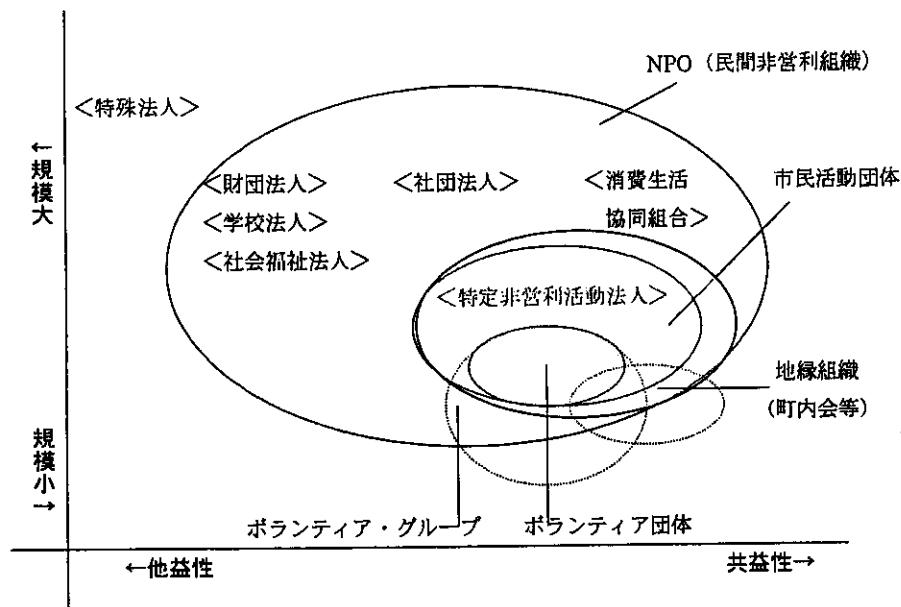 NPO（民間非営利組織）
＜特殊法人＞
←規模大
＜財団法人＞
＜社団法人＞
＜消費生活
協同組合＞
市民活動団体
＜学校法人＞
＜社会福祉法人＞
＜特定非営利活動法人＞
地縁組織
（町内会等）
規模小→
ボランティア・グループ
ボランティア団体
←他益性
共益性→